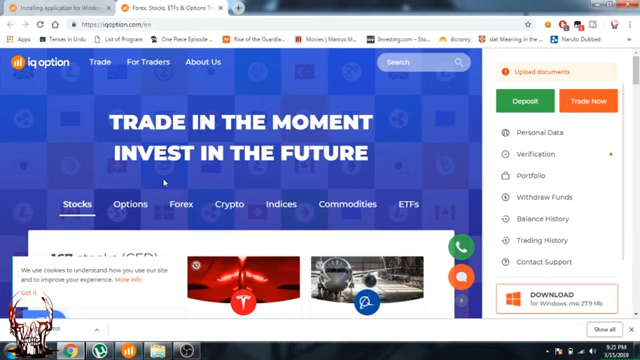 Installing application for Window
Forex, Stocks, ETFs & Options Tr
https://iqoption.com/en
Apps
Tenses in Urdu
List of Program
One Piece Episode
Rise of the Guardia...
Movies | Marcus M
Investing.com - Sto
dicronry
slat Meaning in the
Naruto Dubbed
iq option
Trade
For Traders
About Us
Search
Upload documents
Deposit
Trade Now
TRADE IN THE MOMENT
INVEST IN THE FUTURE
Personal Data
Verification
Portfolio
Withdraw Funds
Balance History
Trading History
Contact Support
Stocks
Options
Forex
Crypto
Indices
Commodities
ETFs
We use cookies to understand how you use our site
and to improve your experience. More Info
Got it
DOWNLOAD
for Windows .msi 27.9 Mb
Show all
9:21 PM
3/15/2019